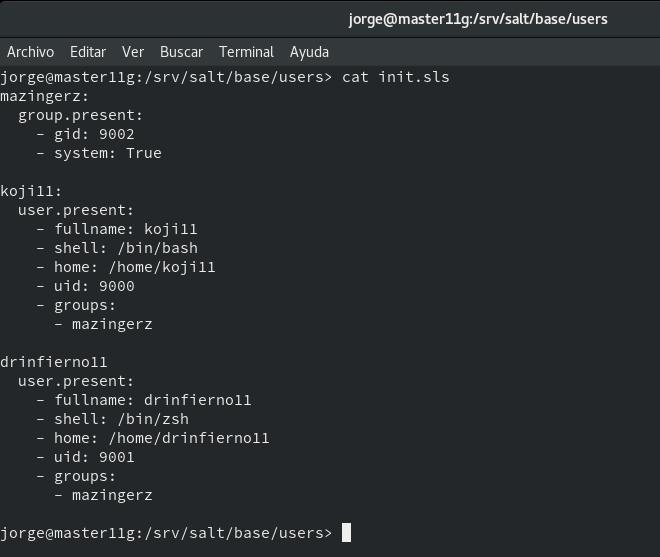 jorge@master11g:/srv/salt/base/users
Archivo Editar Ver Buscar Terminal Ayuda
jorge@master11g:/srv/salt/base/users> cat init.sls
mazingerz:
  group.present:
    - gid: 9002
    - system: True

koji11:
  user.present:
    - fullname: koji11
    - shell: /bin/bash
    - home: /home/koji11
    - uid: 9000
    - groups:
      - mazingerz

drinfierno11
  user.present:
    - fullname: drinfierno11
    - shell: /bin/zsh
    - home: /home/drinfierno11
    - uid: 9001
    - groups:
      - mazingerz

jorge@master11g:/srv/salt/base/users>